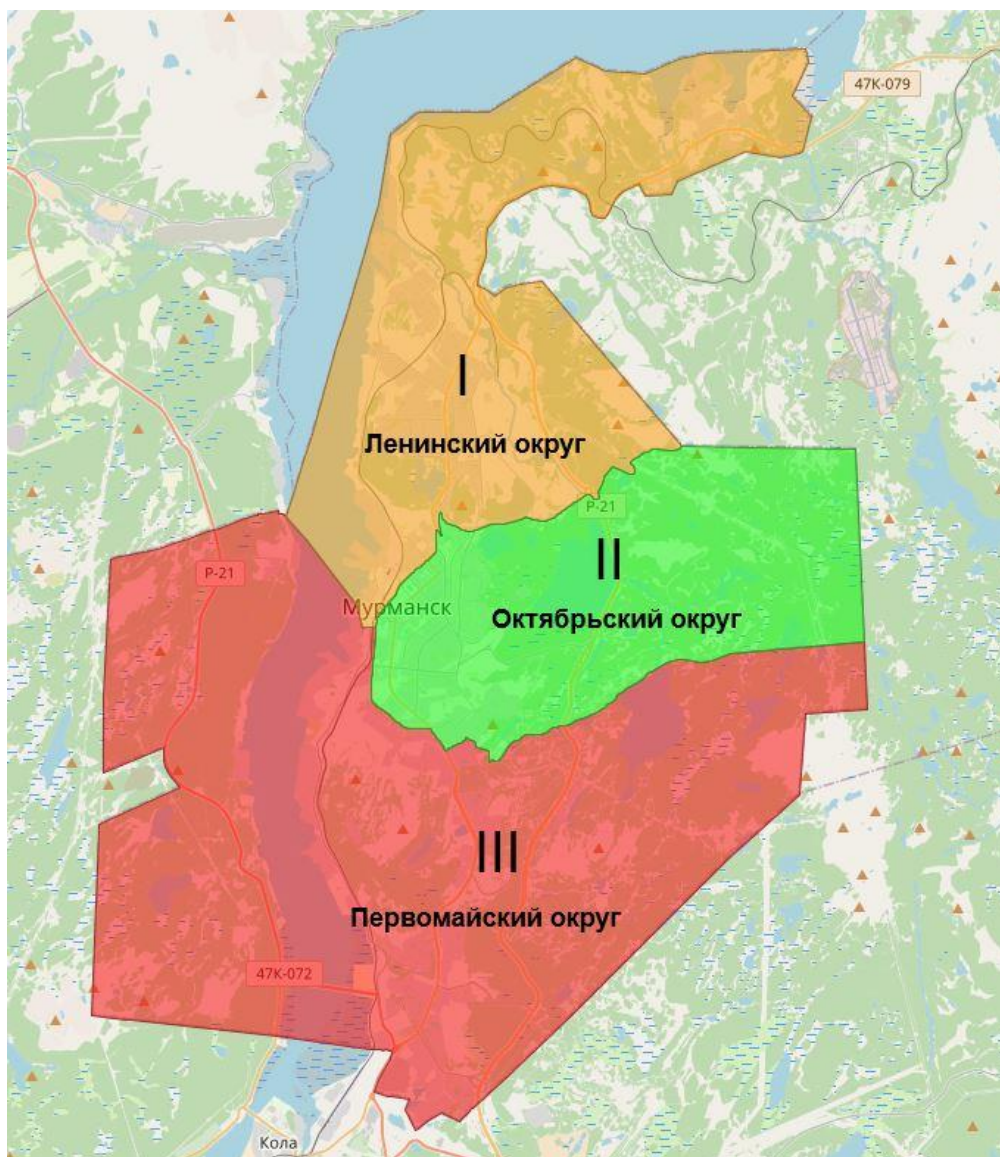 47К-079
I
Ленинский округ
Р-21
II
Р-21
Мурманск
Октябрьский округ
III
Первомайский округ
47К-072
Кола